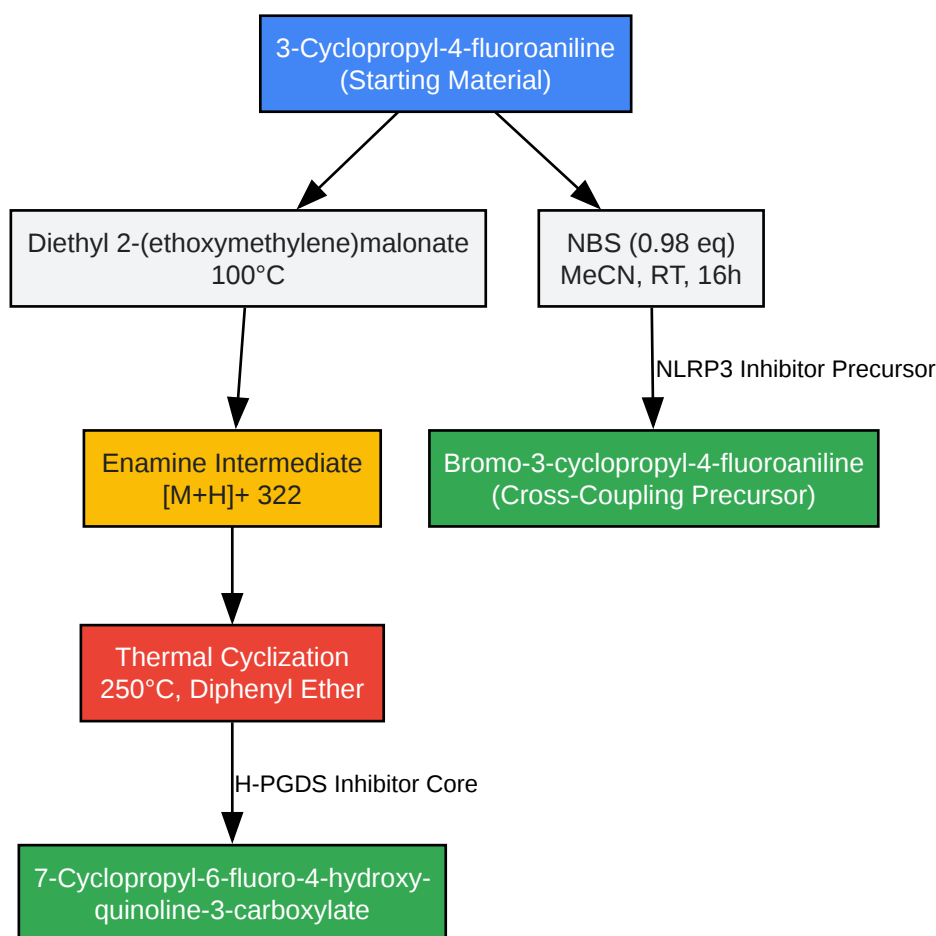 3-Cyclopropyl-4-fluoroaniline
(Starting Material)
Diethyl 2-(ethoxymethylene)malonate
100°C
NBS (0.98 eq)
MeCN, RT, 16h
NLRP3 Inhibitor Precursor
Enamine Intermediate
[M+H]+ 322
Bromo-3-cyclopropyl-4-fluoroaniline
(Cross-Coupling Precursor)
Thermal Cyclization
250°C, Diphenyl Ether
H-PGDS Inhibitor Core
7-Cyclopropyl-6-fluoro-4-hydroxy-
quinoline-3-carboxylate